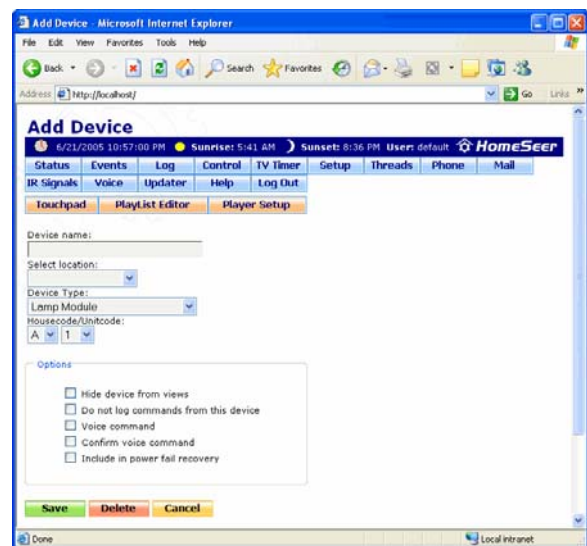 Add Device - Microsoft Internet Explorer
File Edit View Favorites Tools Help
Back Search Favorites
Address http://localhost/ Go Links »
Add Device
6/21/2005 10:57:00 PM Sunrise: 5:41 AM Sunset: 8:36 PM User: default HomeSeer
Status Events Log Control TV Timer Setup Threads Phone Mail
IR Signals Voice Updater Help Log Out
Touchpad PlayList Editor Player Setup
Device name:
Select location:
Device Type:
Lamp Module
Housecode/Unitcode:
A 1
Options
Hide device from views
Do not log commands from this device
Voice command
Confirm voice command
Include in power fail recovery
Save Delete Cancel
Done Local intranet